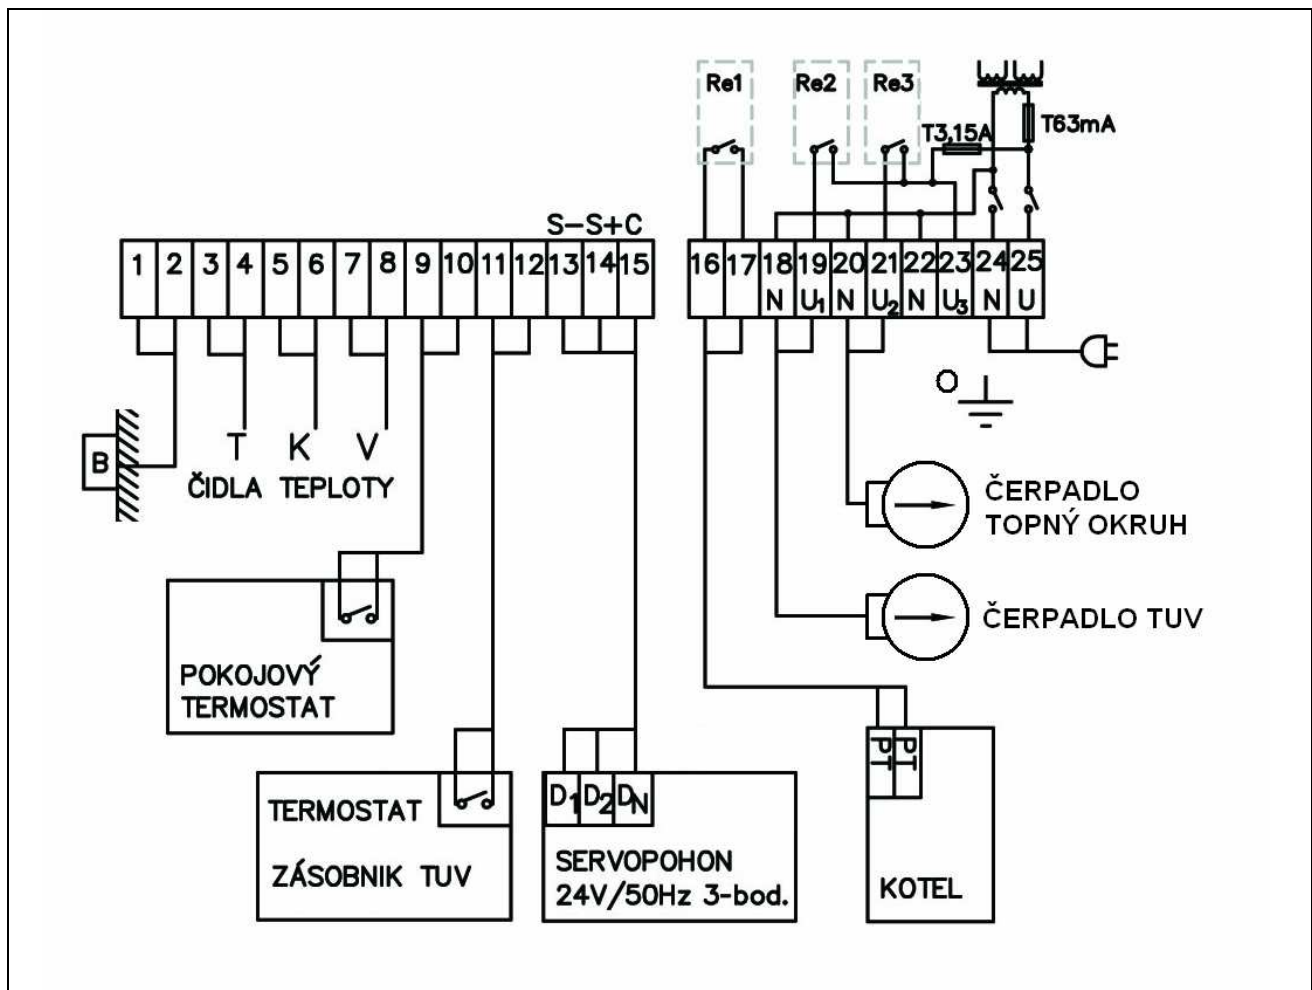 Re1
Re2
Re3
T3,15A
T63mA
S-S+C
1 2 3 4 5 6 7 8 9 10 11 12 13 14 15
16 17 18 19 20 21 22 23 24 25
N U1 N U2 N U3 N U
O
B
T K V
ČIDLA TEPLOTY
ČERPADLO
TOPNÝ OKRUH
ČERPADLO TUV
POKOJOVÝ
TERMOSTAT
TERMOSTAT
ZÁSOBNIK TUV
D1 D2 DN
SERVOPOHON
24V/50Hz 3-bod.
PT PT
KOTEL